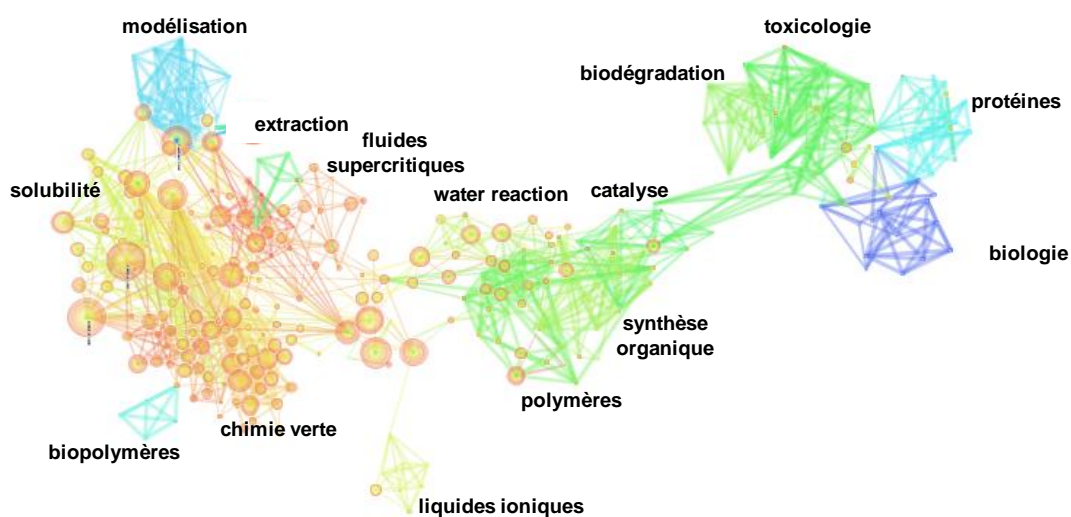 modélisation
toxicologie
biodégradation
protéines
extraction
fluides
supercritiques
solubilité
water reaction
catalyse
biologie
synthèse
organique
polymères
chimie verte
biopolymères
liquides ioniques